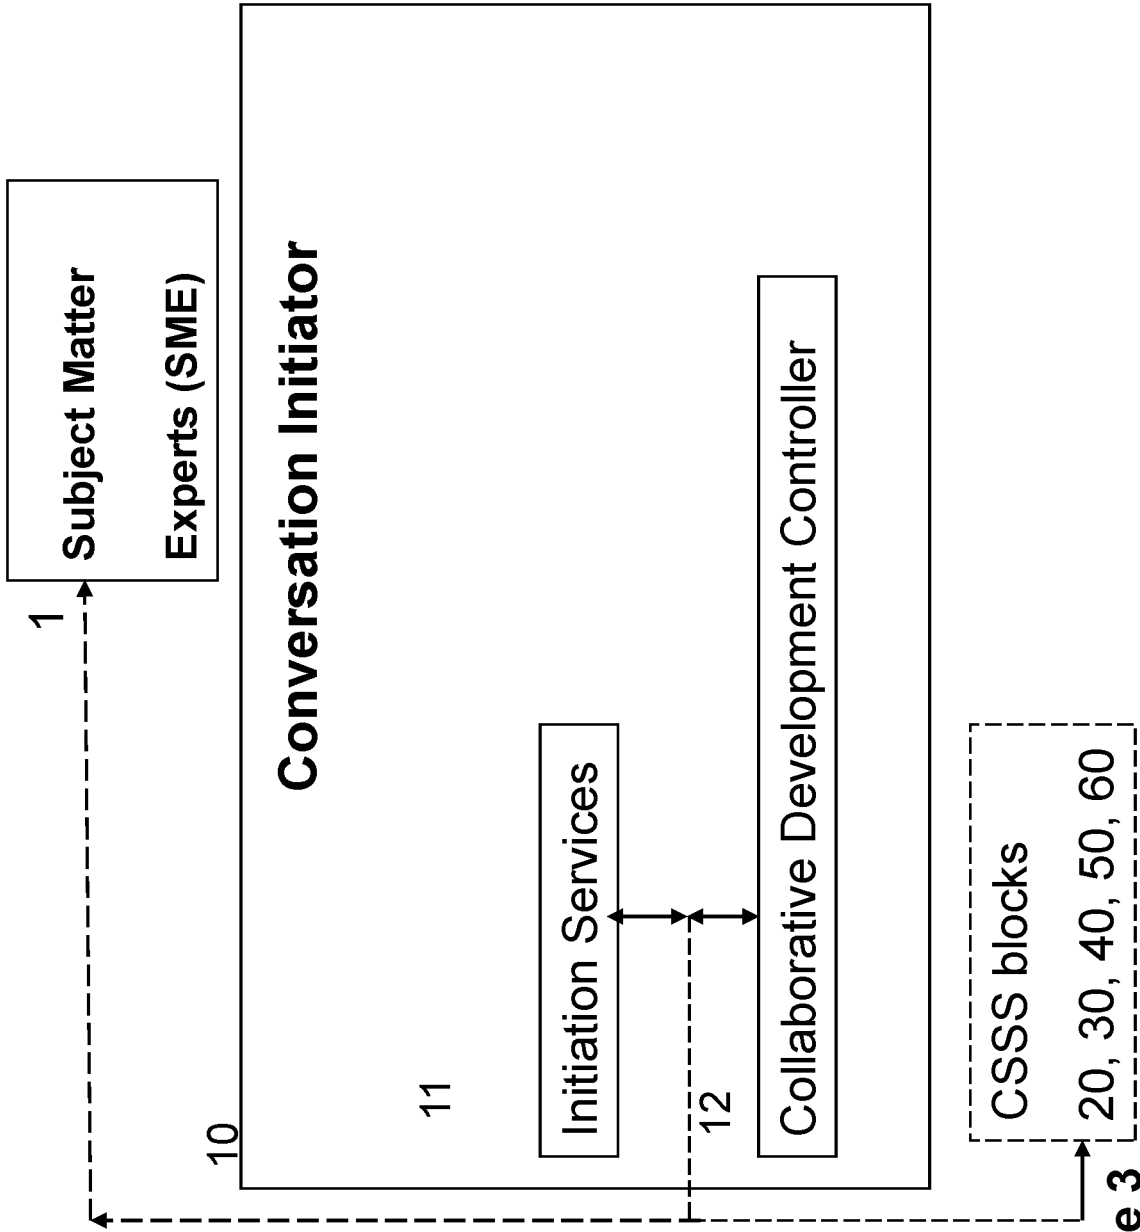 1
Subject Matter
Experts (SME)
10
Conversation Initiator
11
Initiation Services
12
Collaborative Development Controller
CSSS blocks
20, 30, 40, 50, 60
e 3